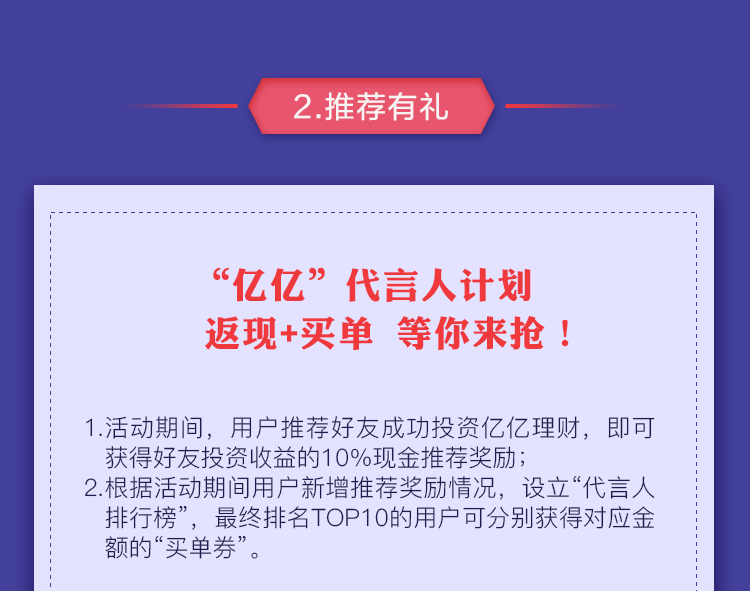 2.推荐有礼
“亿亿”代言人计划
返现+买单 等你来抢！
1.活动期间，用户推荐好友成功投资亿亿理财，即可
获得好友投资收益的10%现金推荐奖励；
2.根据活动期间用户新增推荐奖励情况，设立“代言人
排行榜”，最终排名TOP10的用户可分别获得对应金
额的“买单券”。